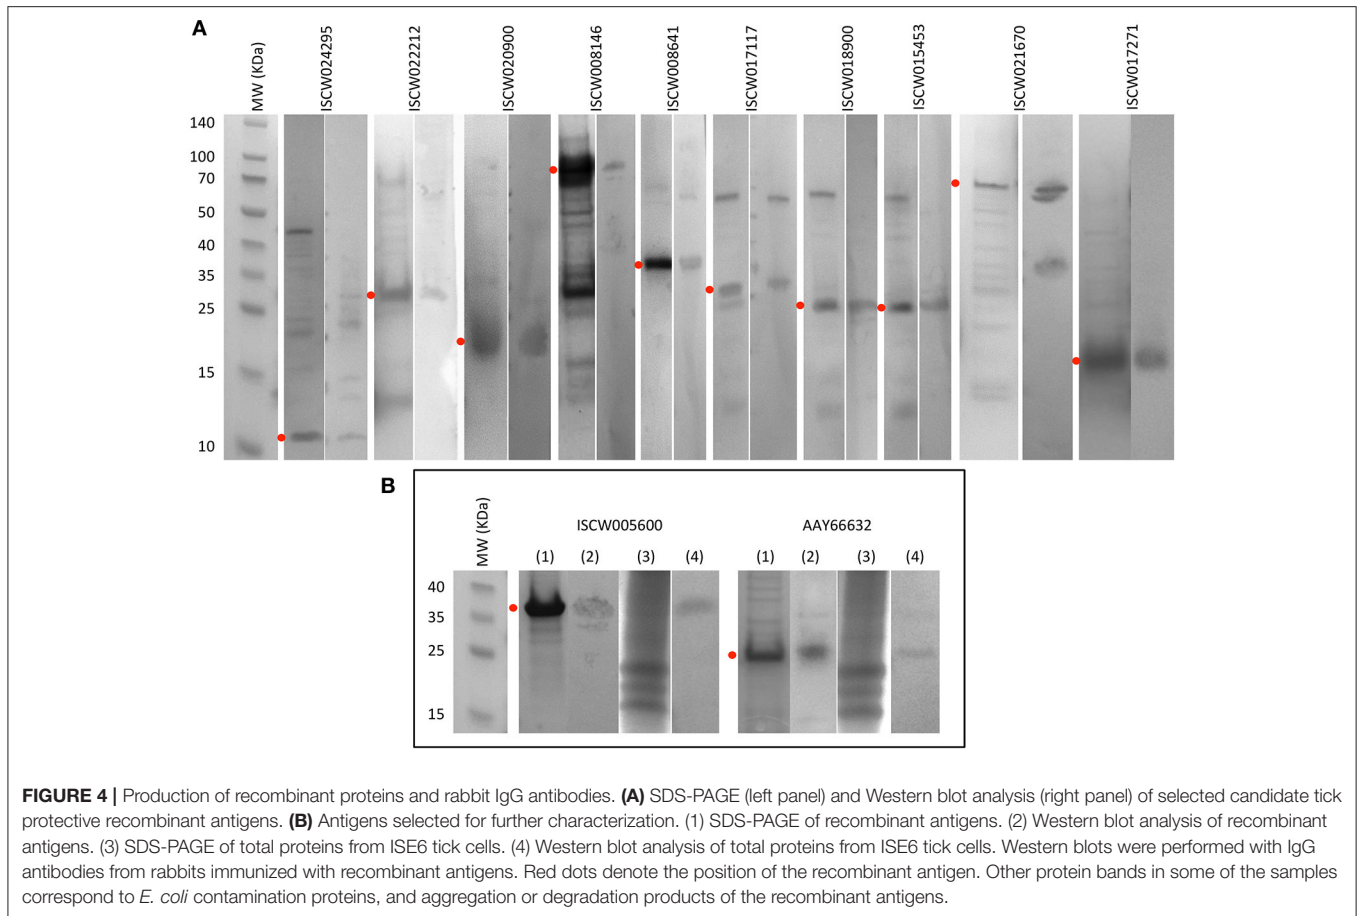 A
MW (KDa)
ISCW024295
ISCW022212
ISCW020900
ISCW008146
ISCW008641
ISCW017117
ISCW018900
ISCW015453
ISCW021670
ISCW017271
140
100
70
50
40
35
25
15
10
B
MW (KDa)
ISCW005600
AAY66632
(1) (2) (3) (4) (1) (2) (3) (4)
40
35
25
15
FIGURE 4 | Production of recombinant proteins and rabbit IgG antibodies. (A) SDS-PAGE (left panel) and Western blot analysis (right panel) of selected candidate tick
protective recombinant antigens. (B) Antigens selected for further characterization. (1) SDS-PAGE of recombinant antigens. (2) Western blot analysis of recombinant
antigens. (3) SDS-PAGE of total proteins from ISE6 tick cells. (4) Western blot analysis of total proteins from ISE6 tick cells. Western blots were performed with IgG
antibodies from rabbits immunized with recombinant antigens. Red dots denote the position of the recombinant antigen. Other protein bands in some of the samples
correspond to E. coli contamination proteins, and aggregation or degradation products of the recombinant antigens.